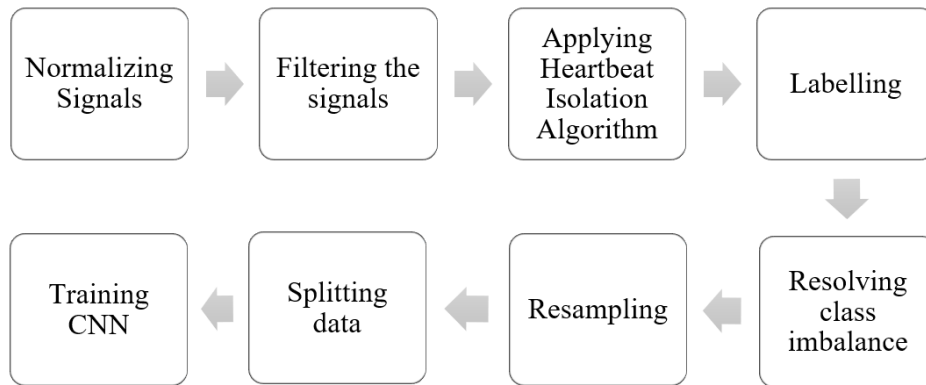 Normalizing
Signals
Filtering the
signals
Applying
Heartbeat
Isolation
Algorithm
Labelling
Resolving
class
imbalance
Resampling
Splitting
data
Training
CNN